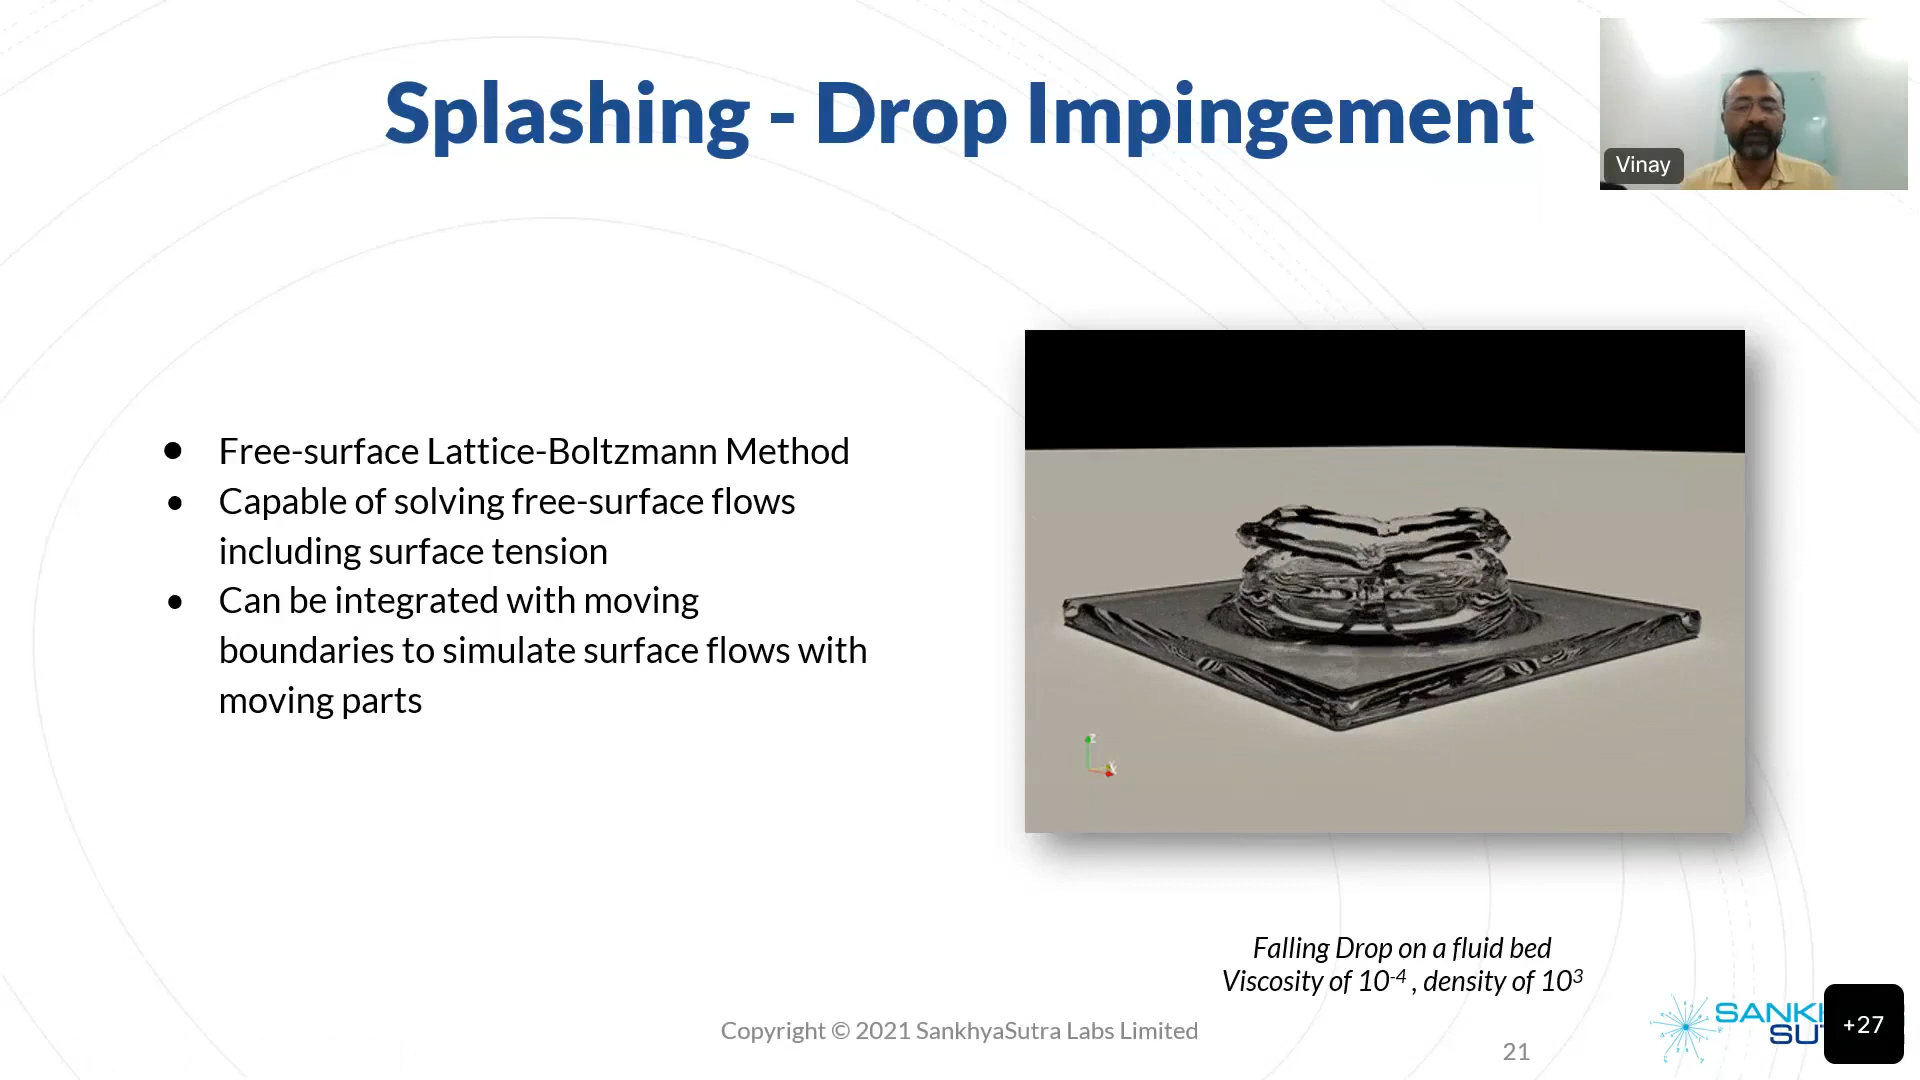 Splashing - Drop Impingement
Vinay
● Free-surface Lattice-Boltzmann Method
● Capable of solving free-surface flows
including surface tension
● Can be integrated with moving
boundaries to simulate surface flows with
moving parts
Z
X
Falling Drop on a fluid bed
Viscosity of 10⁻⁴ , density of 10³
Copyright © 2021 SankhyaSutra Labs Limited
21
+27